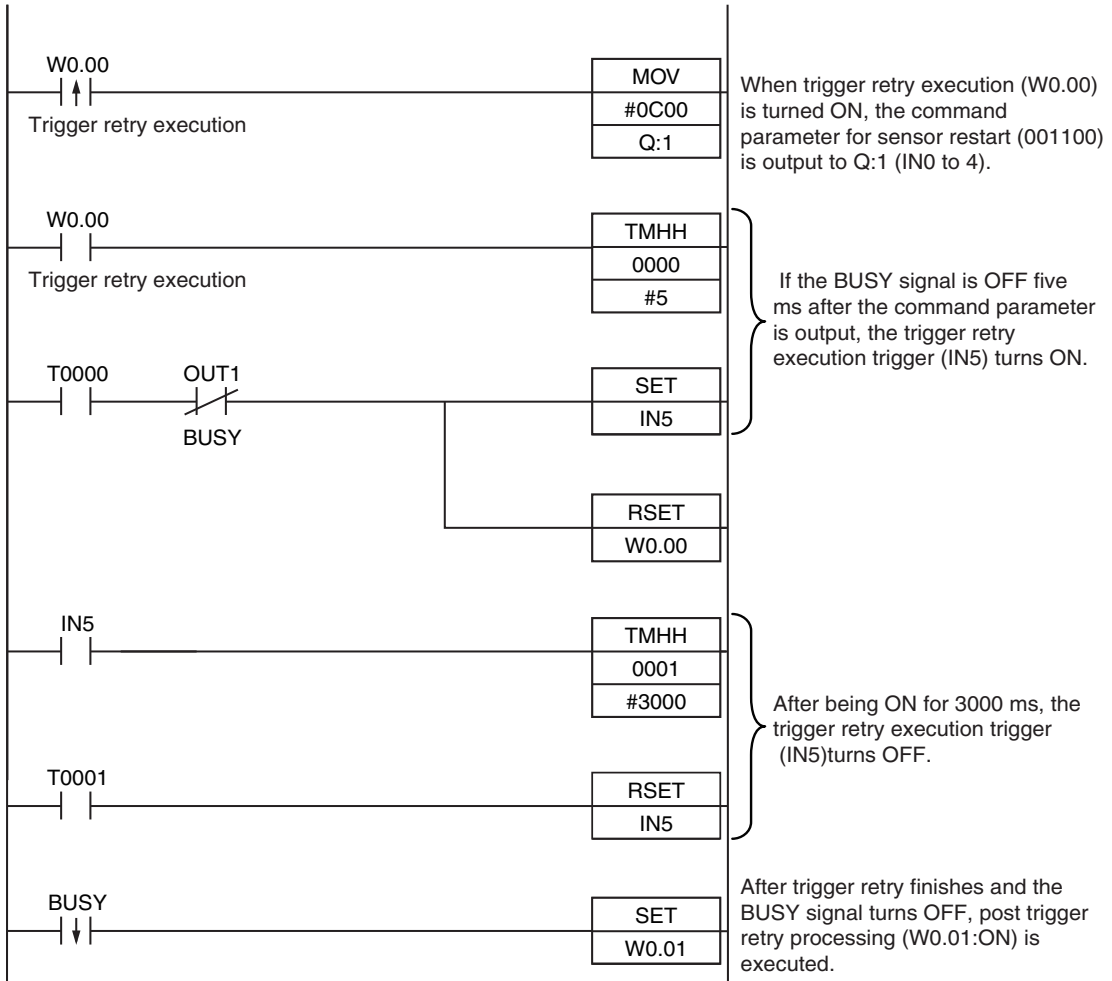 W0.00
Trigger retry execution
MOV
#0C00
Q:1
When trigger retry execution (W0.00)
is turned ON, the command
parameter for sensor restart (001100)
is output to Q:1 (IN0 to 4).
W0.00
Trigger retry execution
TMHH
0000
#5
If the BUSY signal is OFF five
ms after the command parameter
is output, the trigger retry
execution trigger (IN5) turns ON.
T0000
OUT1
BUSY
SET
IN5
RSET
W0.00
IN5
TMHH
0001
#3000
After being ON for 3000 ms, the
trigger retry execution trigger
(IN5)turns OFF.
T0001
RSET
IN5
BUSY
SET
W0.01
After trigger retry finishes and the
BUSY signal turns OFF, post trigger
retry processing (W0.01:ON) is
executed.